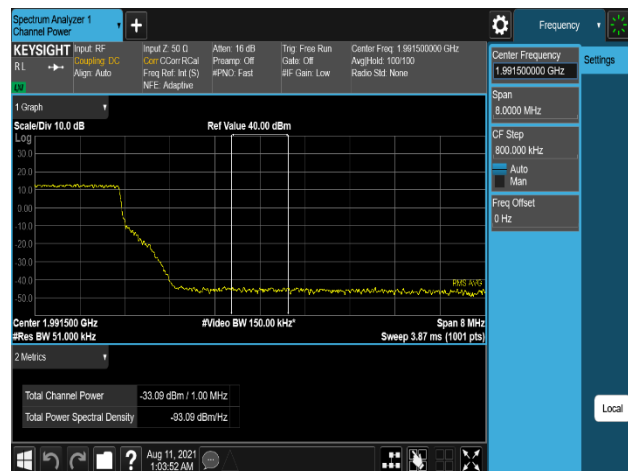 Spectrum Analyzer 1
Channel Power
Frequency
KEYSIGHT
R L
Input: RF
Coupling: DC
Align: Auto
Input Z: 50 Ω
Corr CCorr RCal
Freq Ref: Int (S)
NFE: Adaptive
Atten: 16 dB
Preamp: Off
#PNO: Fast
Trig: Free Run
Gate: Off
#IF Gain: Low
Center Freq: 1.991500000 GHz
Avg|Hold: 100/100
Radio Std: None
Center Frequency
1.991500000 GHz
Settings
Span
8.0000 MHz
CF Step
800.000 kHz
Auto
Man
Freq Offset
0 Hz
1 Graph
Scale/Div 10.0 dB
Ref Value 40.00 dBm
Log
30.0
20.0
10.0
0.00
-10.0
-20.0
-30.0
-40.0
-50.0
RMS AVG
Center 1.991500 GHz
#Video BW 150.00 kHz*
Span 8 MHz
#Res BW 51.000 kHz
Sweep 3.87 ms (1001 pts)
2 Metrics
Total Channel Power
-33.09 dBm / 1.00 MHz
Total Power Spectral Density
-93.09 dBm/Hz
Local
?
Aug 11, 2021
1:03:52 AM